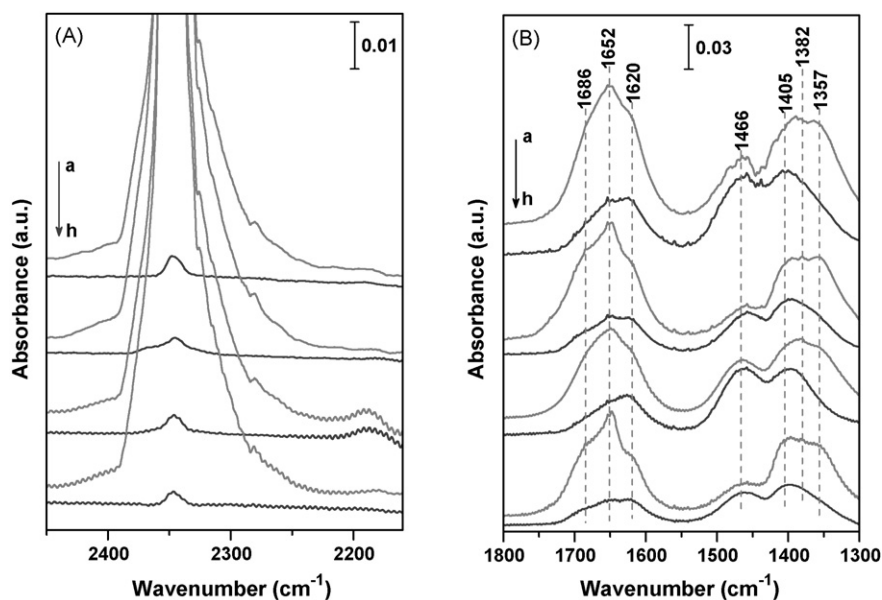 (A)
0.01
a
h
Absorbance (a.u.)
2400
2300
2200
Wavenumber (cm⁻¹)
(B)
0.03
1686
1652
1620
1466
1405
1382
1357
a
h
Absorbance (a.u.)
1800
1700
1600
1500
1400
1300
Wavenumber (cm⁻¹)